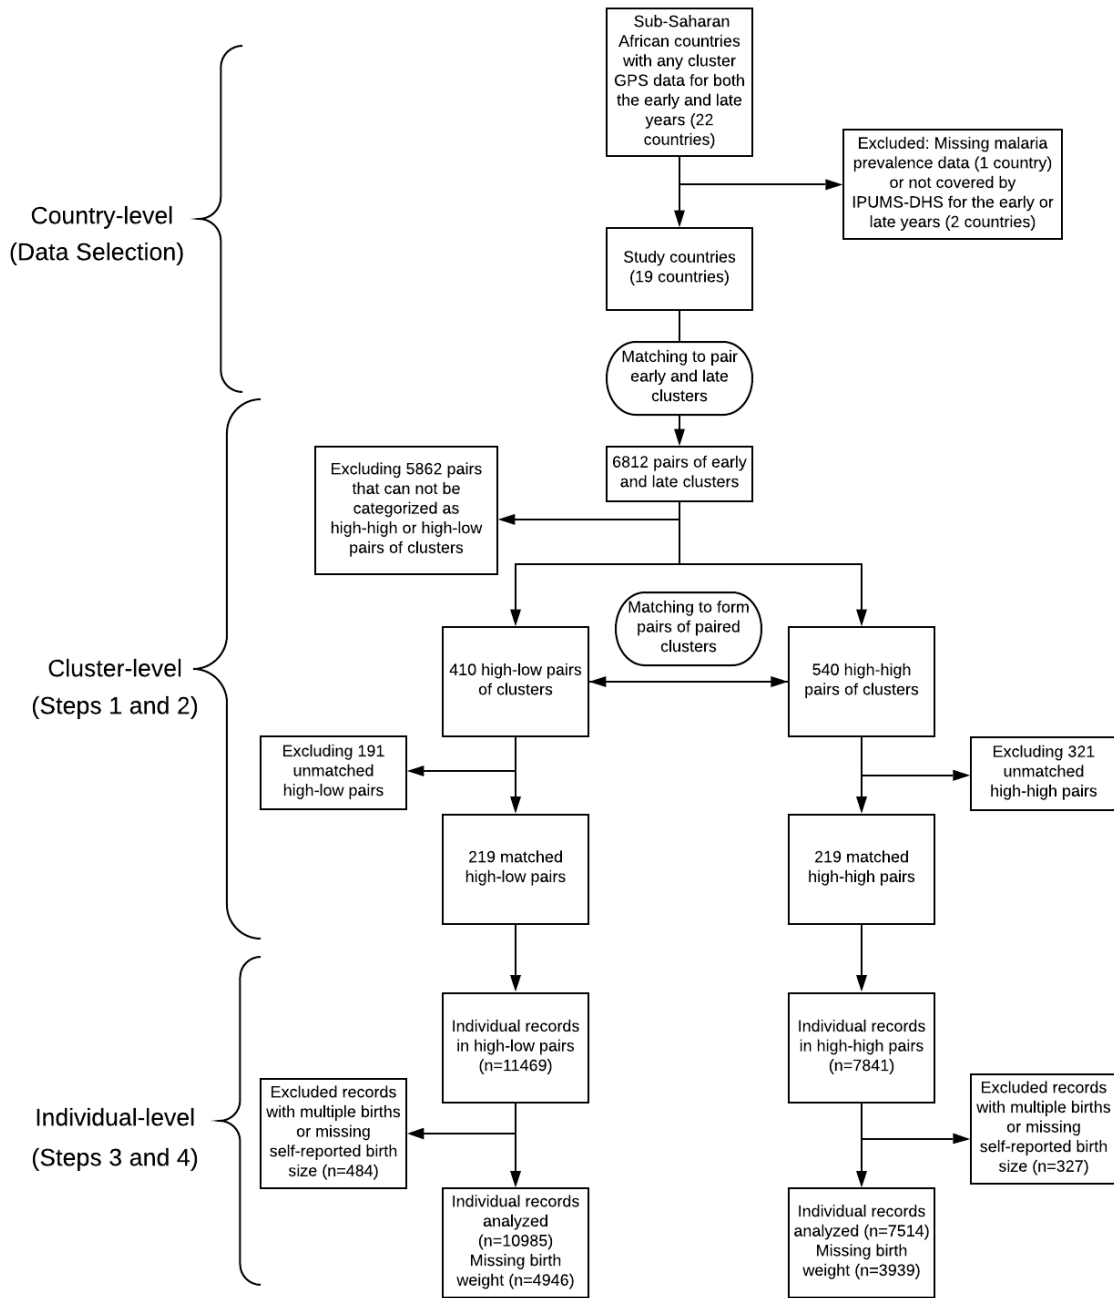 Sub-Saharan
African countries
with any cluster
GPS data for both
the early and late
years (22
countries)
Excluded: Missing malaria
prevalence data (1 country)
or not covered by
IPUMS-DHS for the early or
late years (2 countries)
Country-level
(Data Selection)
Study countries
(19 countries)
Matching to pair
early and late
clusters
6812 pairs of early
and late clusters
Excluding 5862 pairs
that can not be
categorized as
high-high or high-low
pairs of clusters
Matching to form
pairs of paired
clusters
Cluster-level
(Steps 1 and 2)
410 high-low pairs
of clusters
540 high-high
pairs of clusters
Excluding 191
unmatched
high-low pairs
Excluding 321
unmatched
high-high pairs
219 matched
high-low pairs
219 matched
high-high pairs
Individual records
in high-low pairs
(n=11469)
Individual records
in high-high pairs
(n=7841)
Individual-level
(Steps 3 and 4)
Excluded records
with multiple births
or missing
self-reported birth
size (n=484)
Excluded records
with multiple births
or missing
self-reported birth
size (n=327)
Individual records
analyzed
(n=10985)
Missing birth
weight (n=4946)
Individual records
analyzed (n=7514)
Missing birth
weight (n=3939)